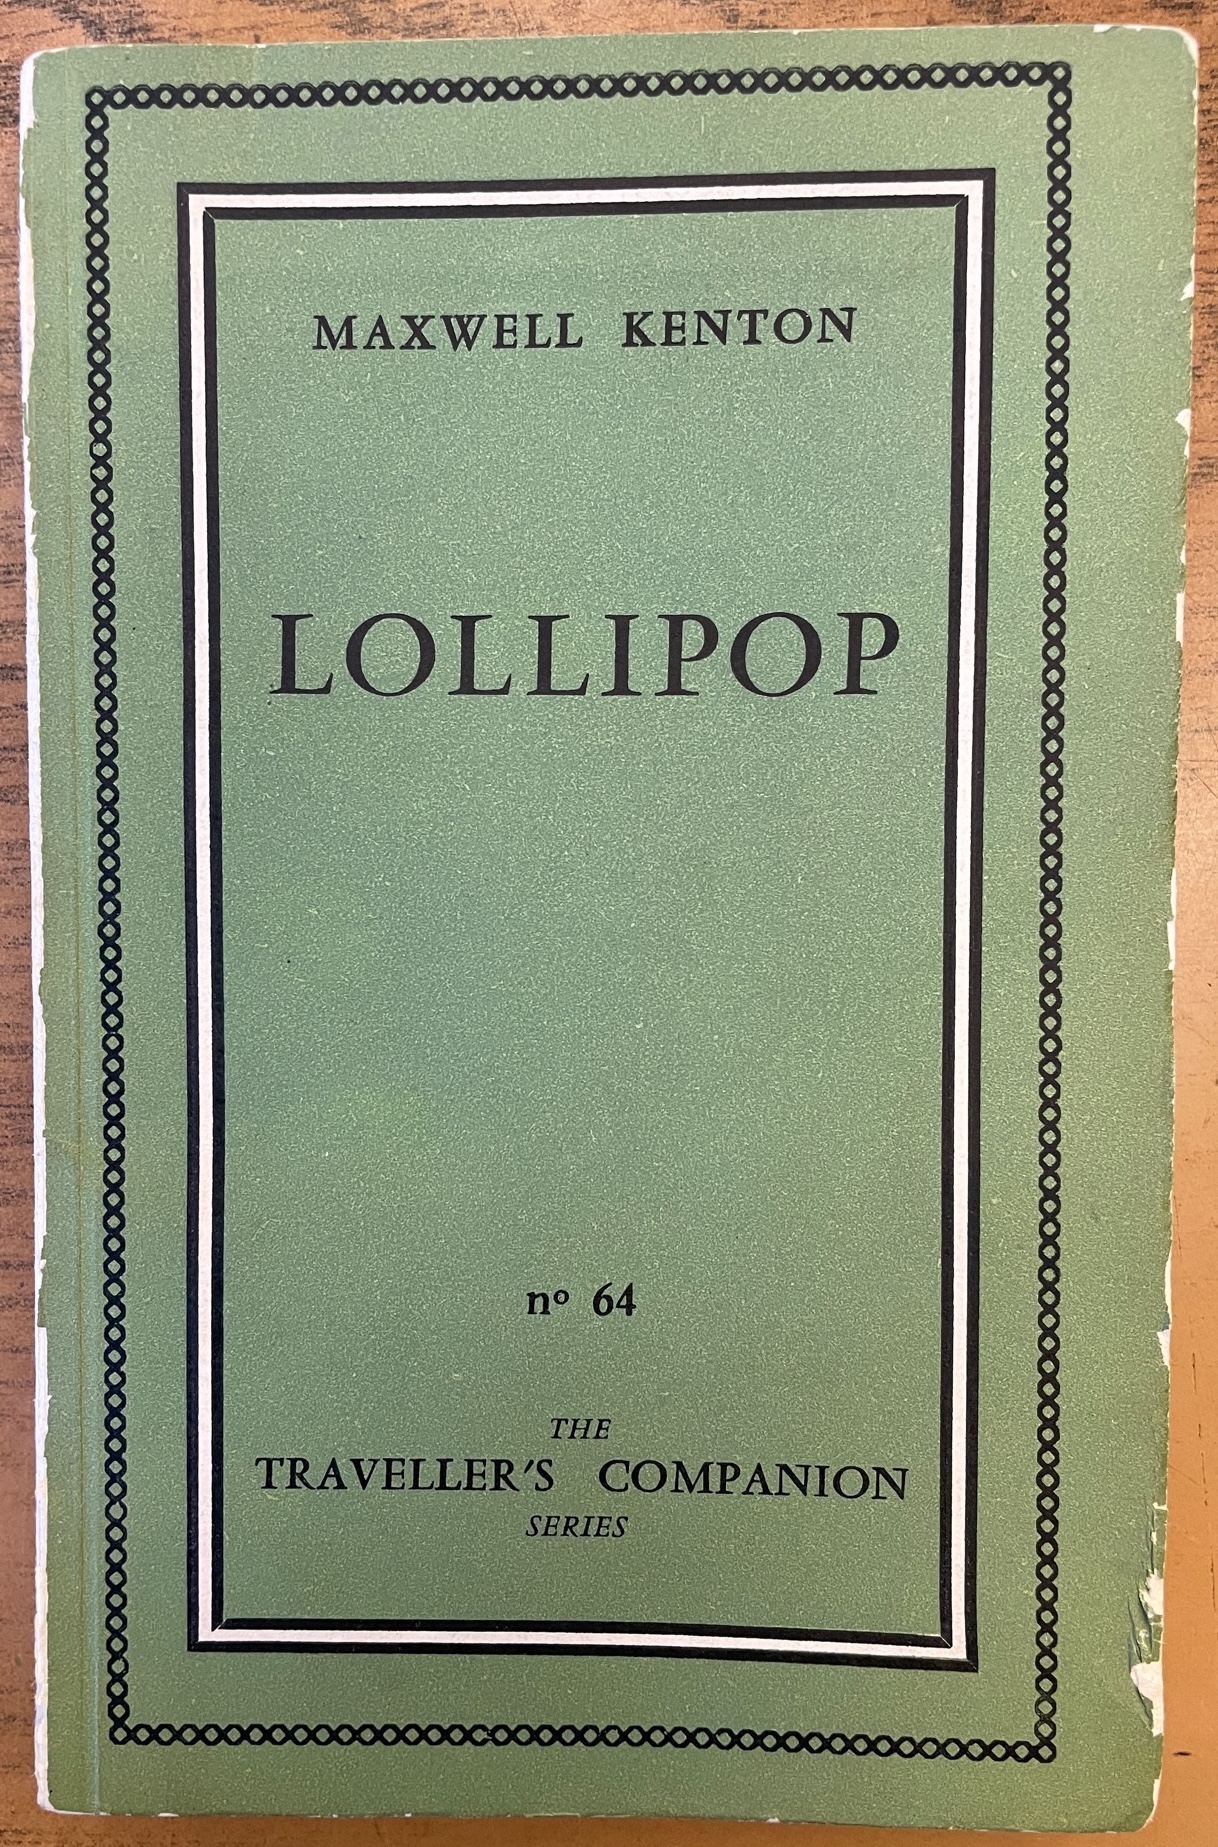 MAXWELL KENTON
LOLLIPOP
nº 64
THE
TRAVELLER'S COMPANION
SERIES